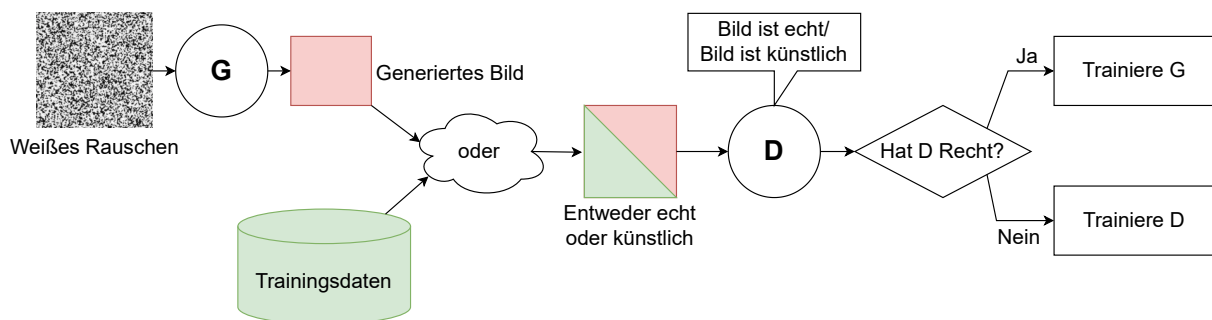 Weißes Rauschen
G
Generiertes Bild
Trainingsdaten
oder
Entweder echt
oder künstlich
Bild ist echt/
Bild ist künstlich
D
Hat D Recht?
Ja
Trainiere G
Nein
Trainiere D